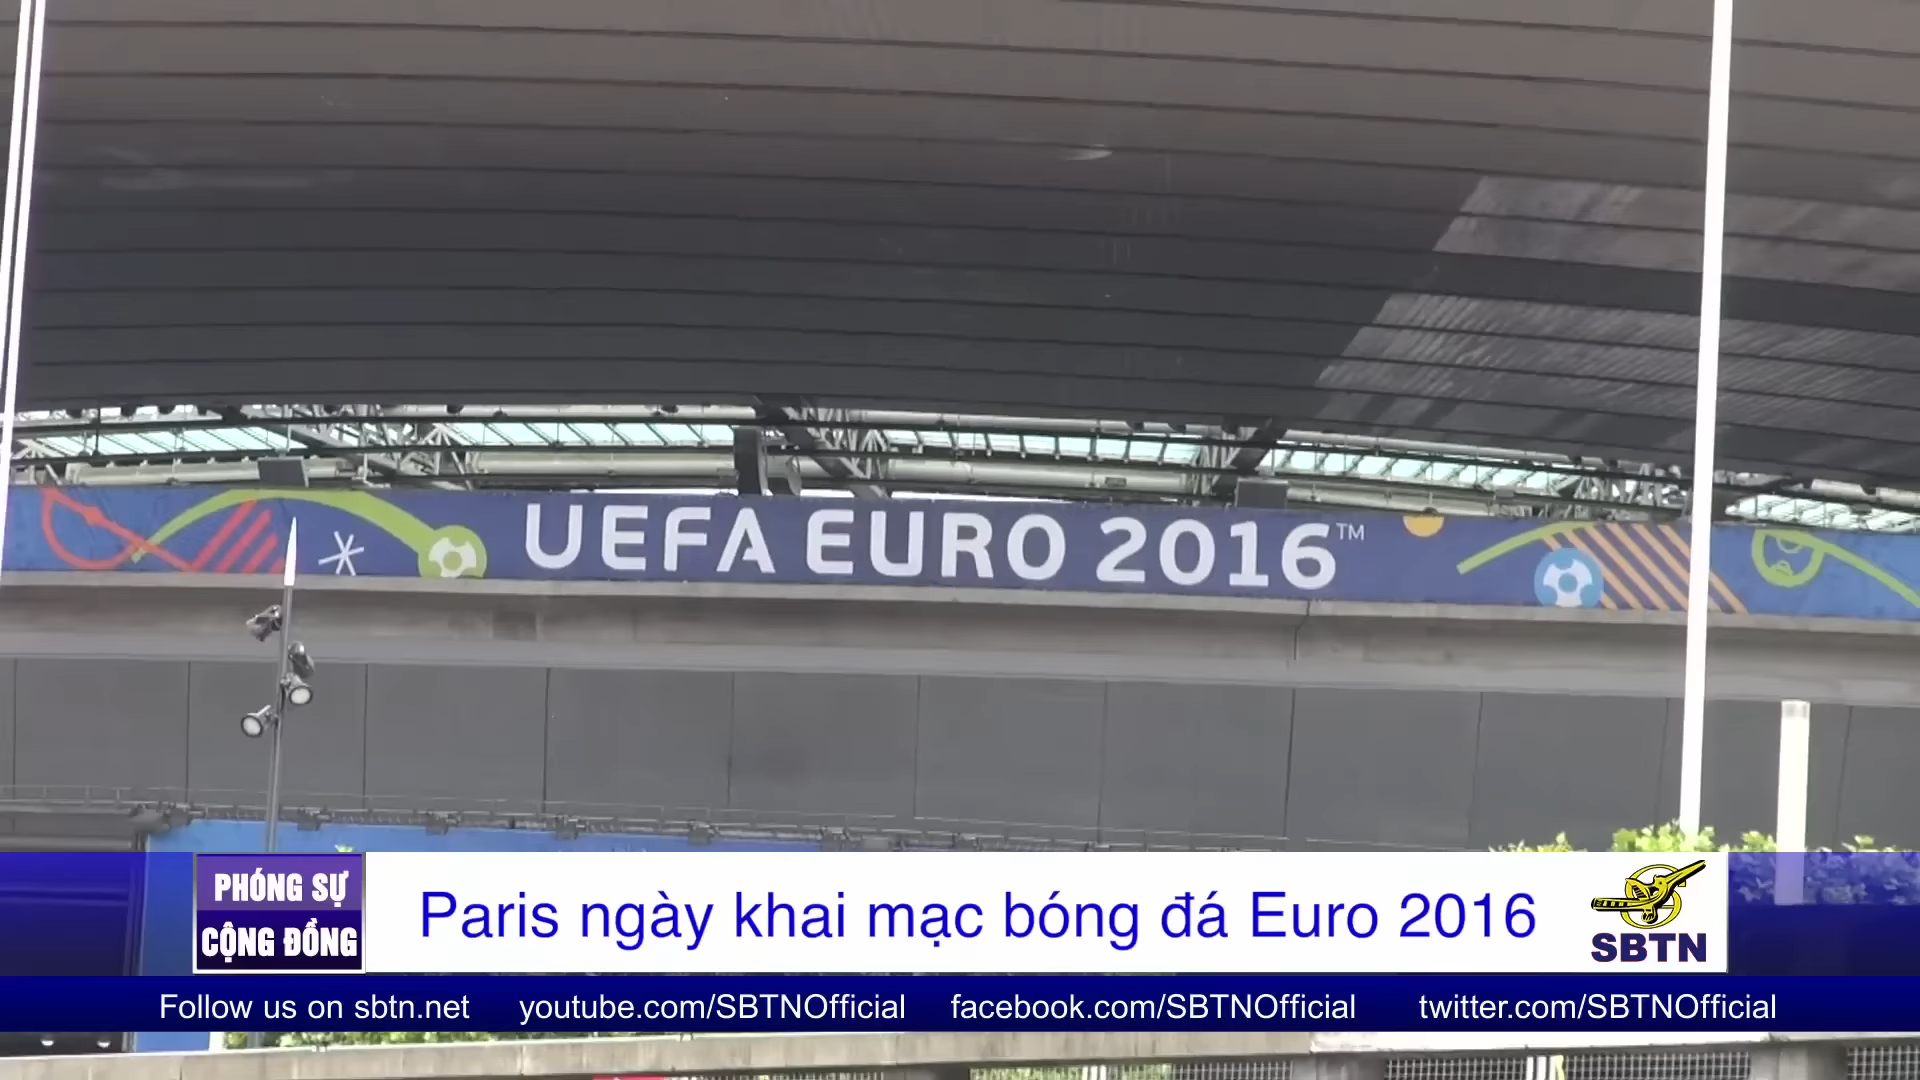 UEFA EURO 2016™
PHÓNG SỰ
CỘNG ĐỒNG
Paris ngày khai mạc bóng đá Euro 2016
SBTN
Follow us on sbtn.net youtube.com/SBTNOfficial facebook.com/SBTNOfficial twitter.com/SBTNOfficial